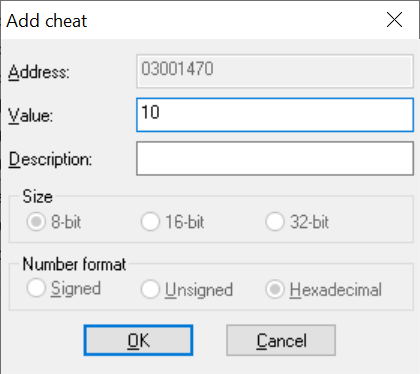 Add cheat
Address: 03001470
Value: 10
Description:
Size
8-bit 16-bit 32-bit
Number format
Signed Unsigned Hexadecimal
OK Cancel